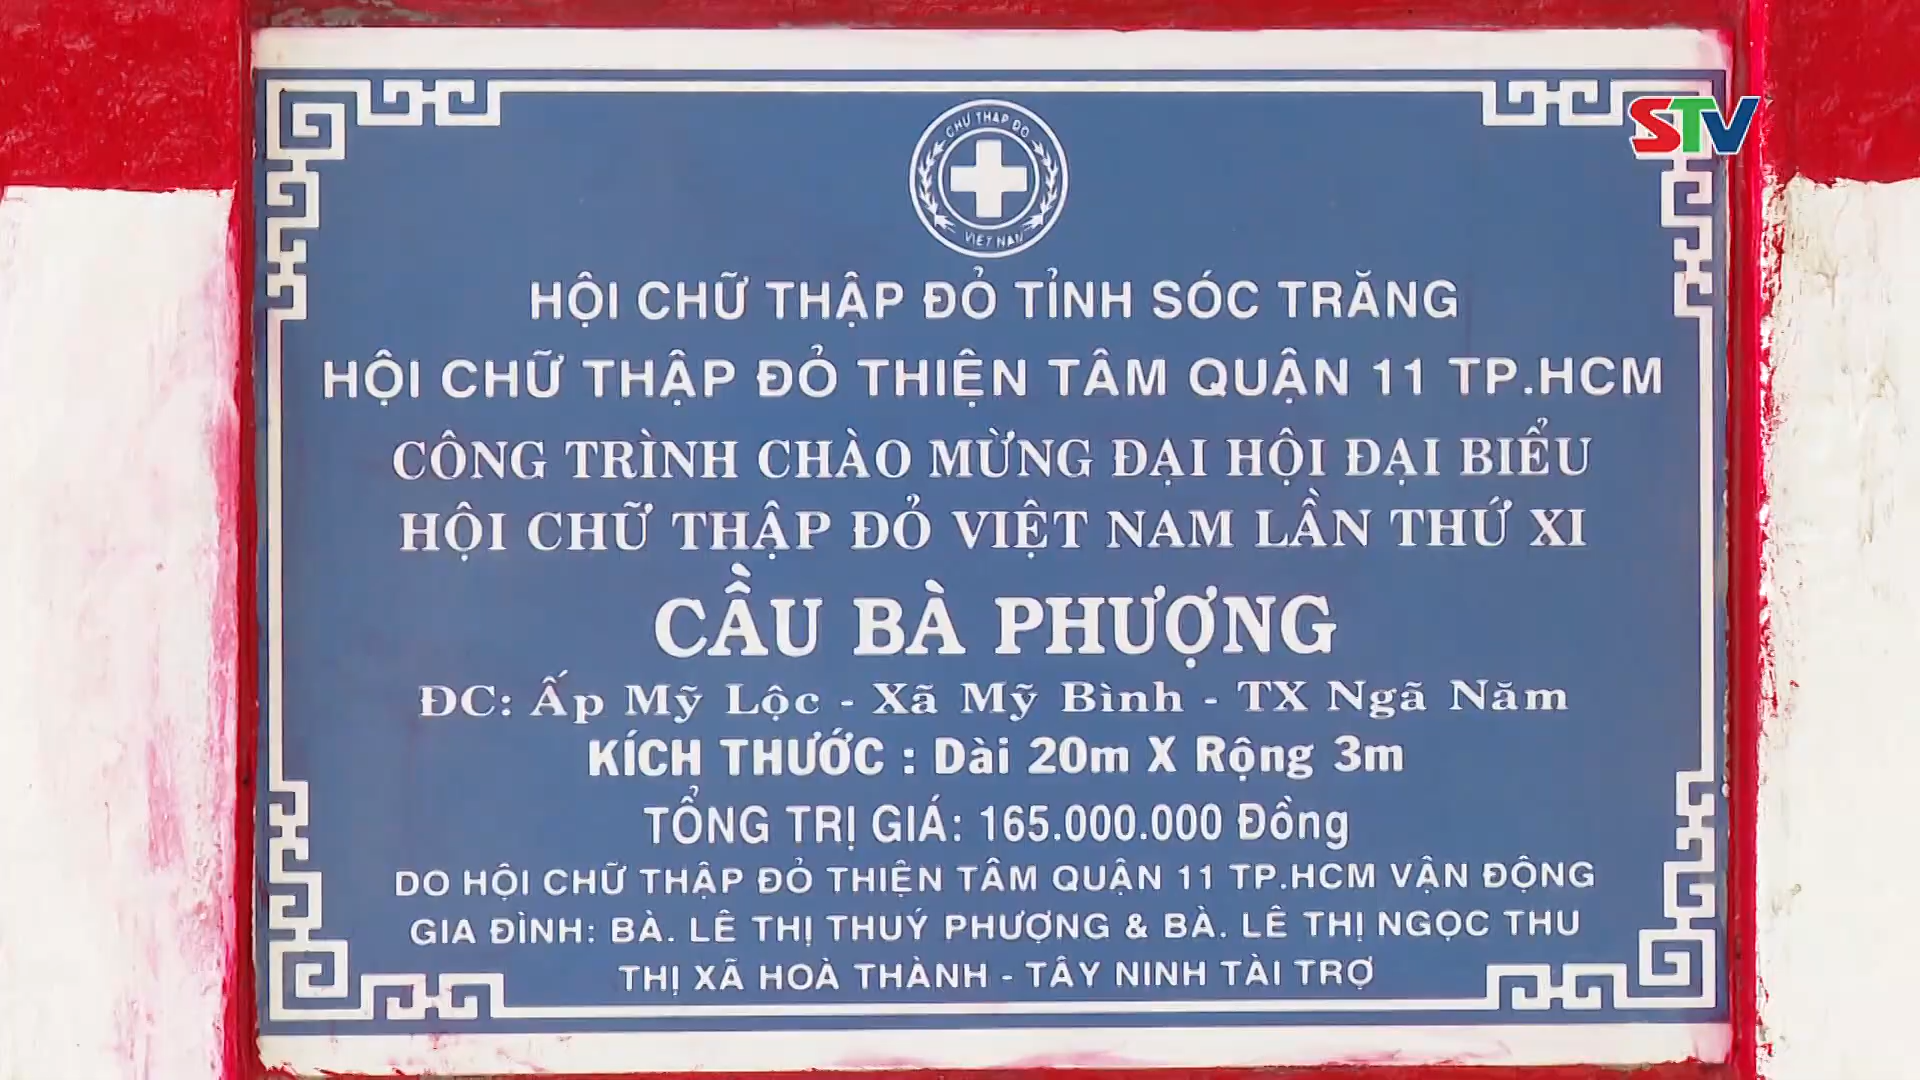 STV
CHỮ THẬP ĐỎ
VIỆT NAM
HỘI CHỮ THẬP ĐỎ TỈNH SÓC TRĂNG
HỘI CHỮ THẬP ĐỎ THIỆN TÂM QUẬN 11 TP.HCM
CÔNG TRÌNH CHÀO MỪNG ĐẠI HỘI ĐẠI BIỂU
HỘI CHỮ THẬP ĐỎ VIỆT NAM LẦN THỨ XI
CẦU BÀ PHƯỢNG
ĐC: Ấp Mỹ Lộc - Xã Mỹ Bình - TX Ngã Năm
KÍCH THƯỚC : Dài 20m X Rộng 3m
TỔNG TRỊ GIÁ: 165.000.000 Đồng
DO HỘI CHỮ THẬP ĐỎ THIỆN TÂM QUẬN 11 TP.HCM VẬN ĐỘNG
GIA ĐÌNH: BÀ. LÊ THỊ THUÝ PHƯỢNG & BÀ. LÊ THỊ NGỌC THU
THỊ XÃ HOÀ THÀNH - TÂY NINH TÀI TRỢ